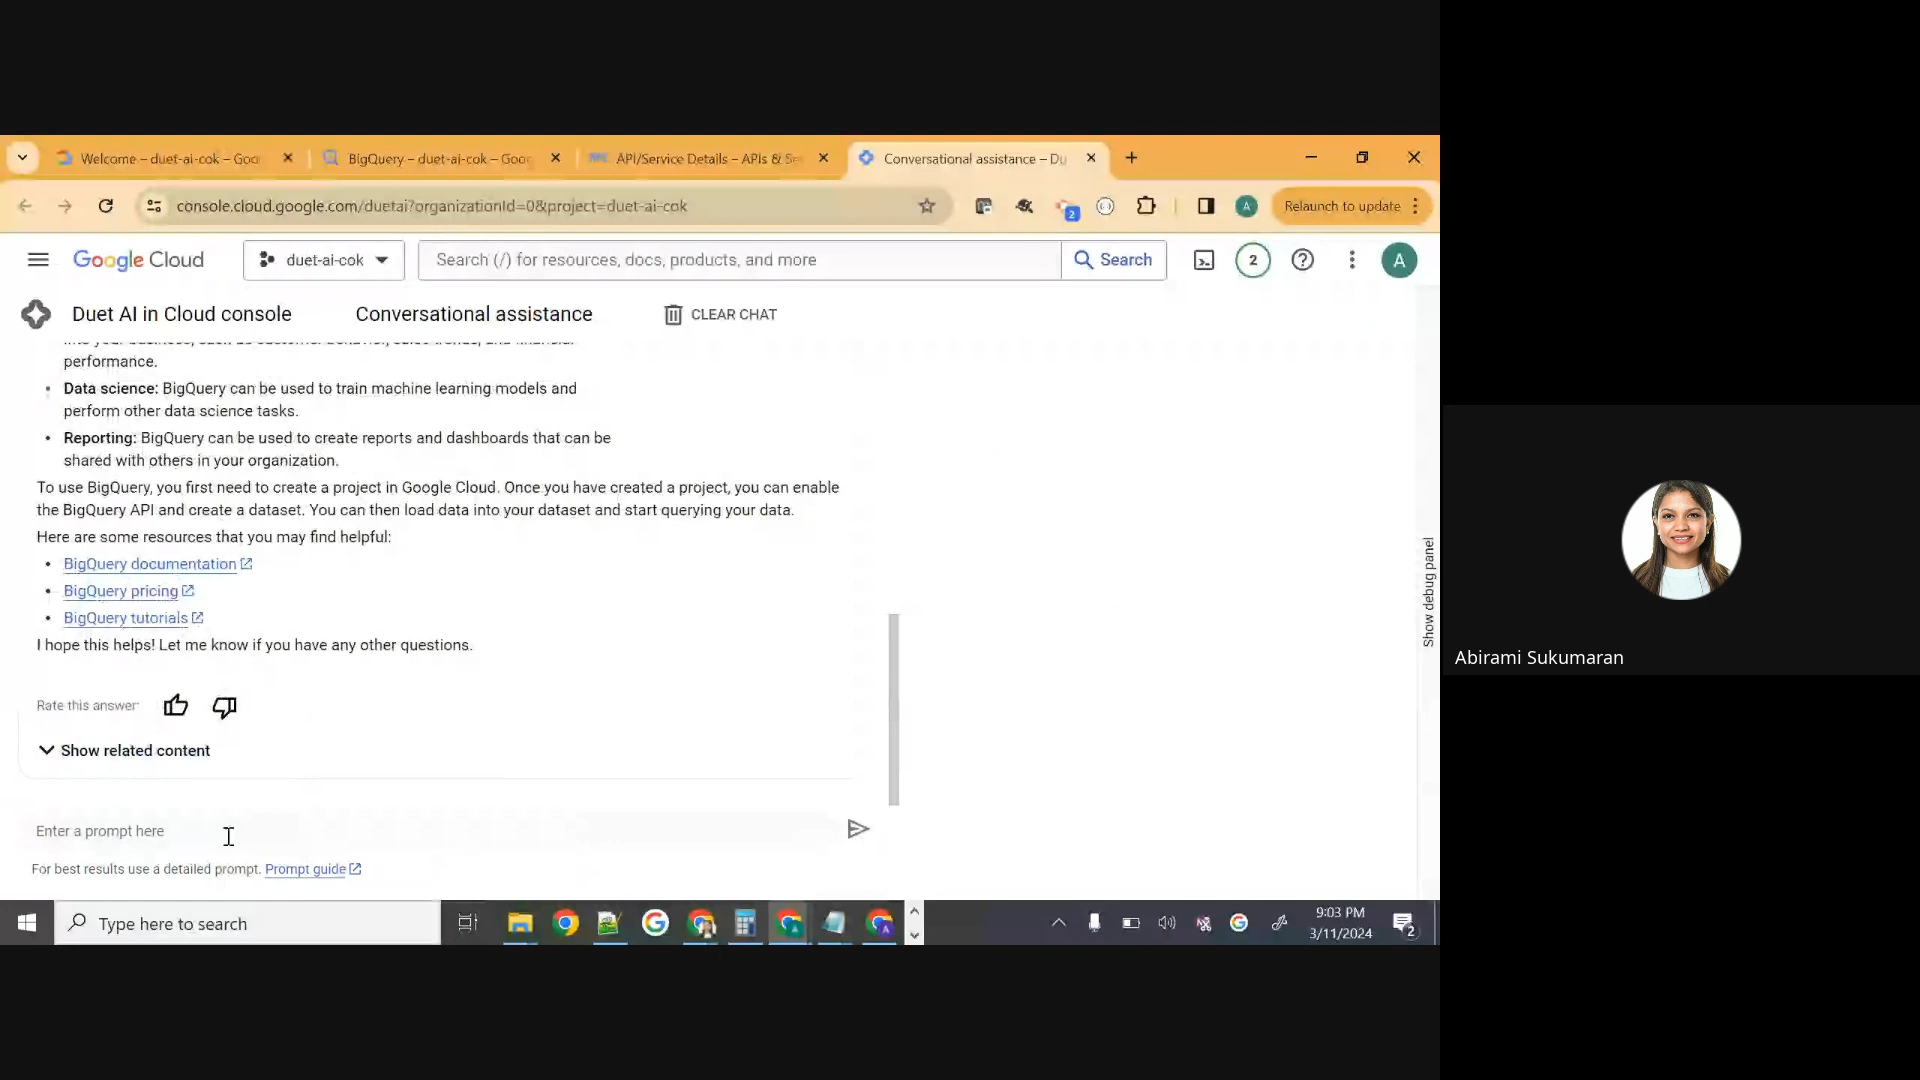 Welcome – duet-ai-cok – Goo
BigQuery – duet-ai-cok – Goog
API/Service Details – APIs & Se
Conversational assistance – Du
console.cloud.google.com/duetai?organizationId=0&project=duet-ai-cok
2
A
Relaunch to update
Google Cloud
duet-ai-cok
Search (/) for resources, docs, products, and more
Search
2
A
Duet AI in Cloud console
Conversational assistance
CLEAR CHAT
performance.
• Data science: BigQuery can be used to train machine learning models and
perform other data science tasks.
• Reporting: BigQuery can be used to create reports and dashboards that can be
shared with others in your organization.
To use BigQuery, you first need to create a project in Google Cloud. Once you have created a project, you can enable
the BigQuery API and create a dataset. You can then load data into your dataset and start querying your data.
Here are some resources that you may find helpful:
• BigQuery documentation
• BigQuery pricing
• BigQuery tutorials
I hope this helps! Let me know if you have any other questions.
Rate this answer
Show related content
Enter a prompt here
For best results use a detailed prompt. Prompt guide
Show debug panel
Type here to search
9:03 PM
3/11/2024
2
Abirami Sukumaran